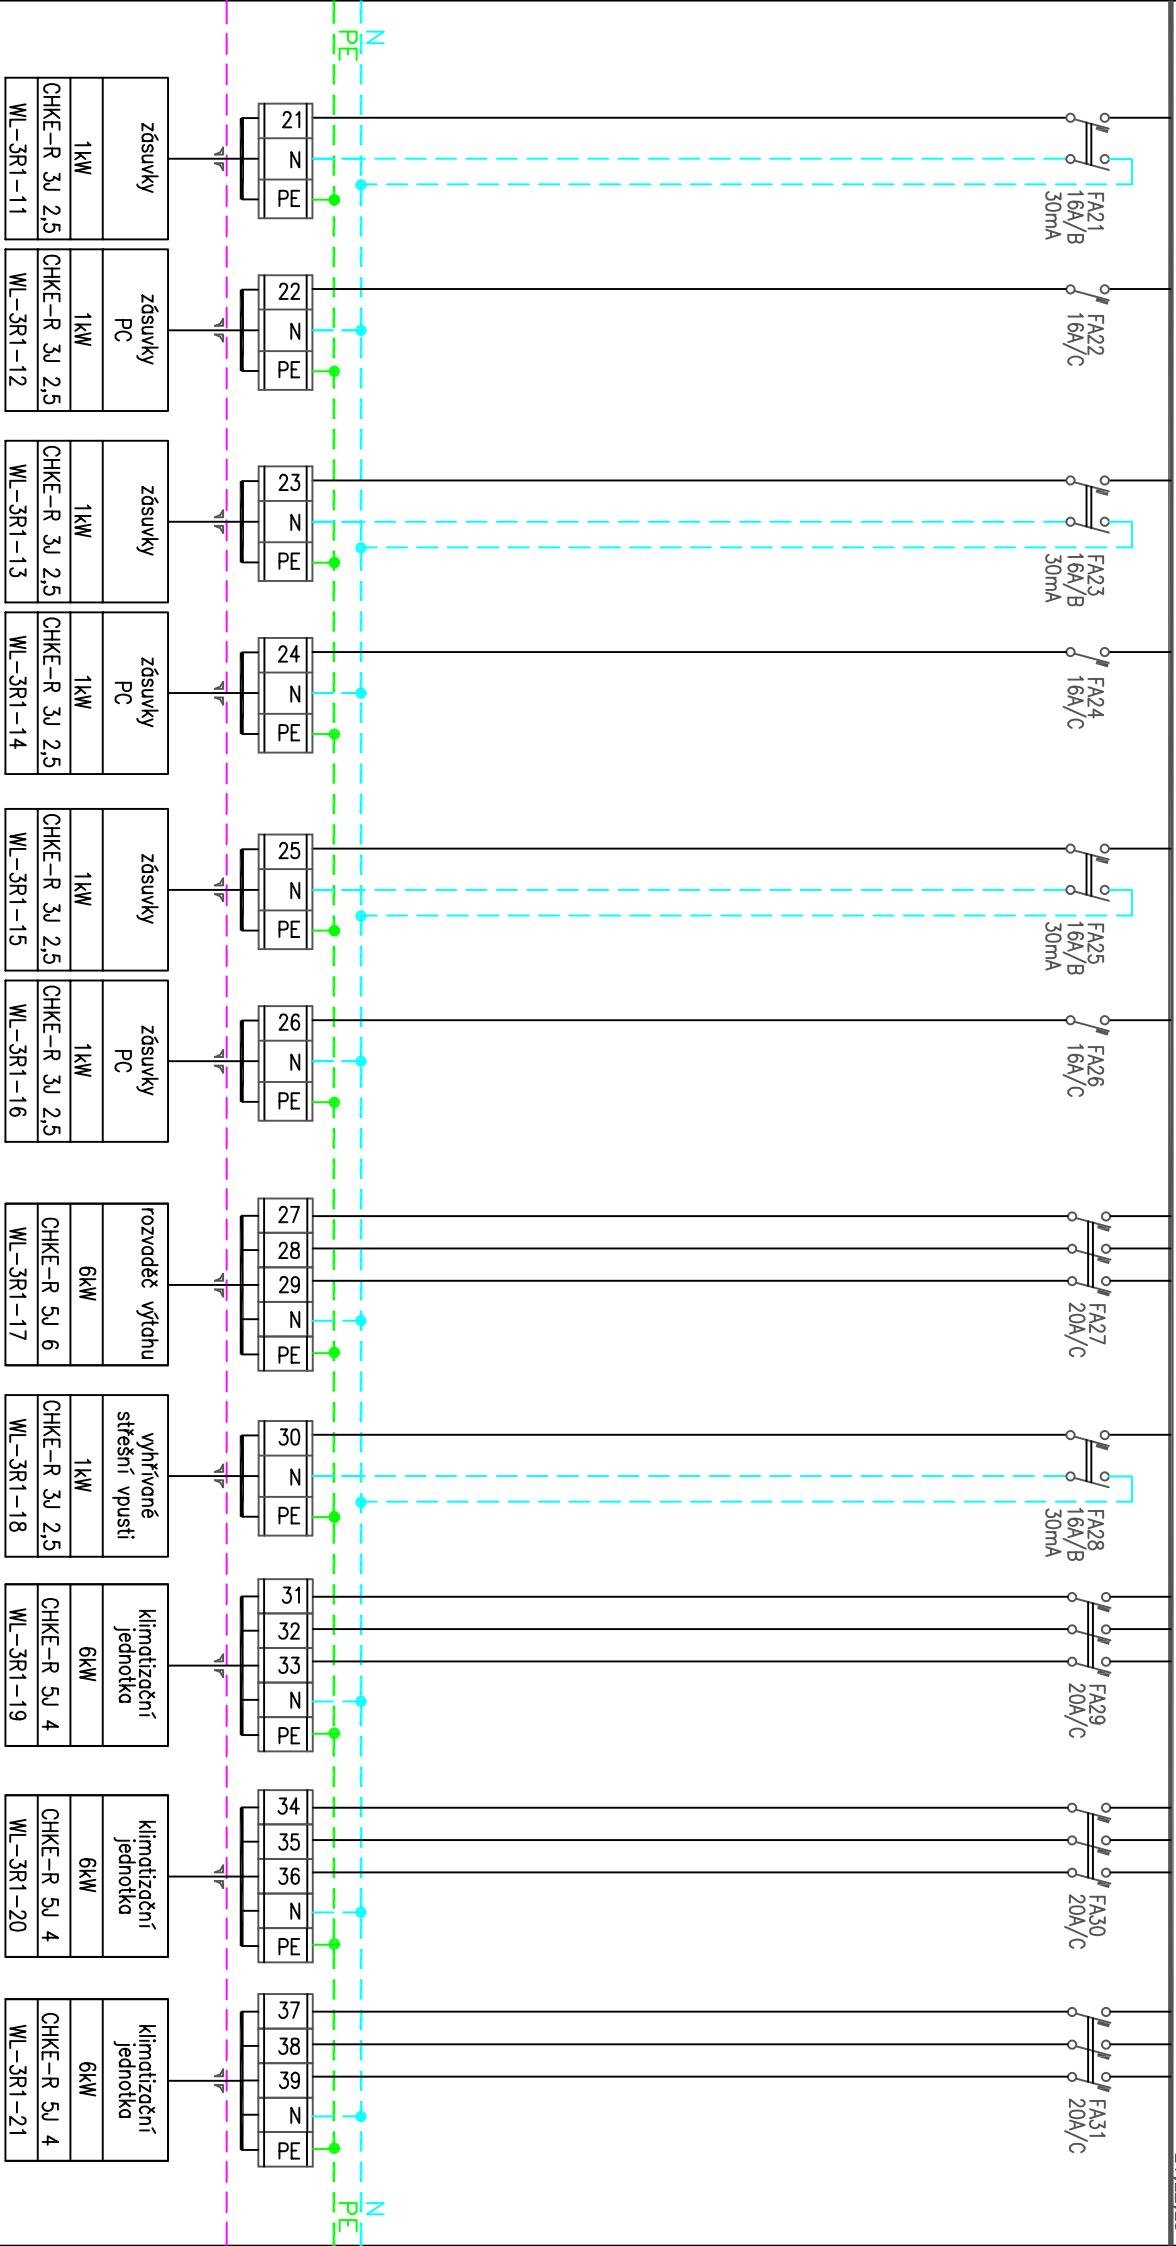 N
PE
FA21
16A/B
30mA
FA22
16A/C
FA23
16A/B
30mA
FA24
16A/C
FA25
16A/B
30mA
FA26
16A/C
FA27
20A/C
FA28
16A/B
30mA
FA29
20A/C
FA30
20A/C
FA31
20A/C
N
PE
21
N
PE
22
N
PE
23
N
PE
24
N
PE
25
N
PE
26
N
PE
27
28
29
N
PE
30
N
PE
31
32
33
N
PE
34
35
36
N
PE
37
38
39
N
PE
zásuvky
1kW
CHKE-R 3J 2,5
WL-3R1-11
zásuvky
PC
1kW
CHKE-R 3J 2,5
WL-3R1-12
zásuvky
1kW
CHKE-R 3J 2,5
WL-3R1-13
zásuvky
PC
1kW
CHKE-R 3J 2,5
WL-3R1-14
zásuvky
1kW
CHKE-R 3J 2,5
WL-3R1-15
zásuvky
PC
1kW
CHKE-R 3J 2,5
WL-3R1-16
rozvaděč výtahu
6kW
CHKE-R 5J 6
WL-3R1-17
vyhřívané
střešní vpusti
1kW
CHKE-R 3J 2,5
WL-3R1-18
klimatizační
jednotka
6kW
CHKE-R 5J 4
WL-3R1-19
klimatizační
jednotka
6kW
CHKE-R 5J 4
WL-3R1-20
klimatizační
jednotka
6kW
CHKE-R 5J 4
WL-3R1-21